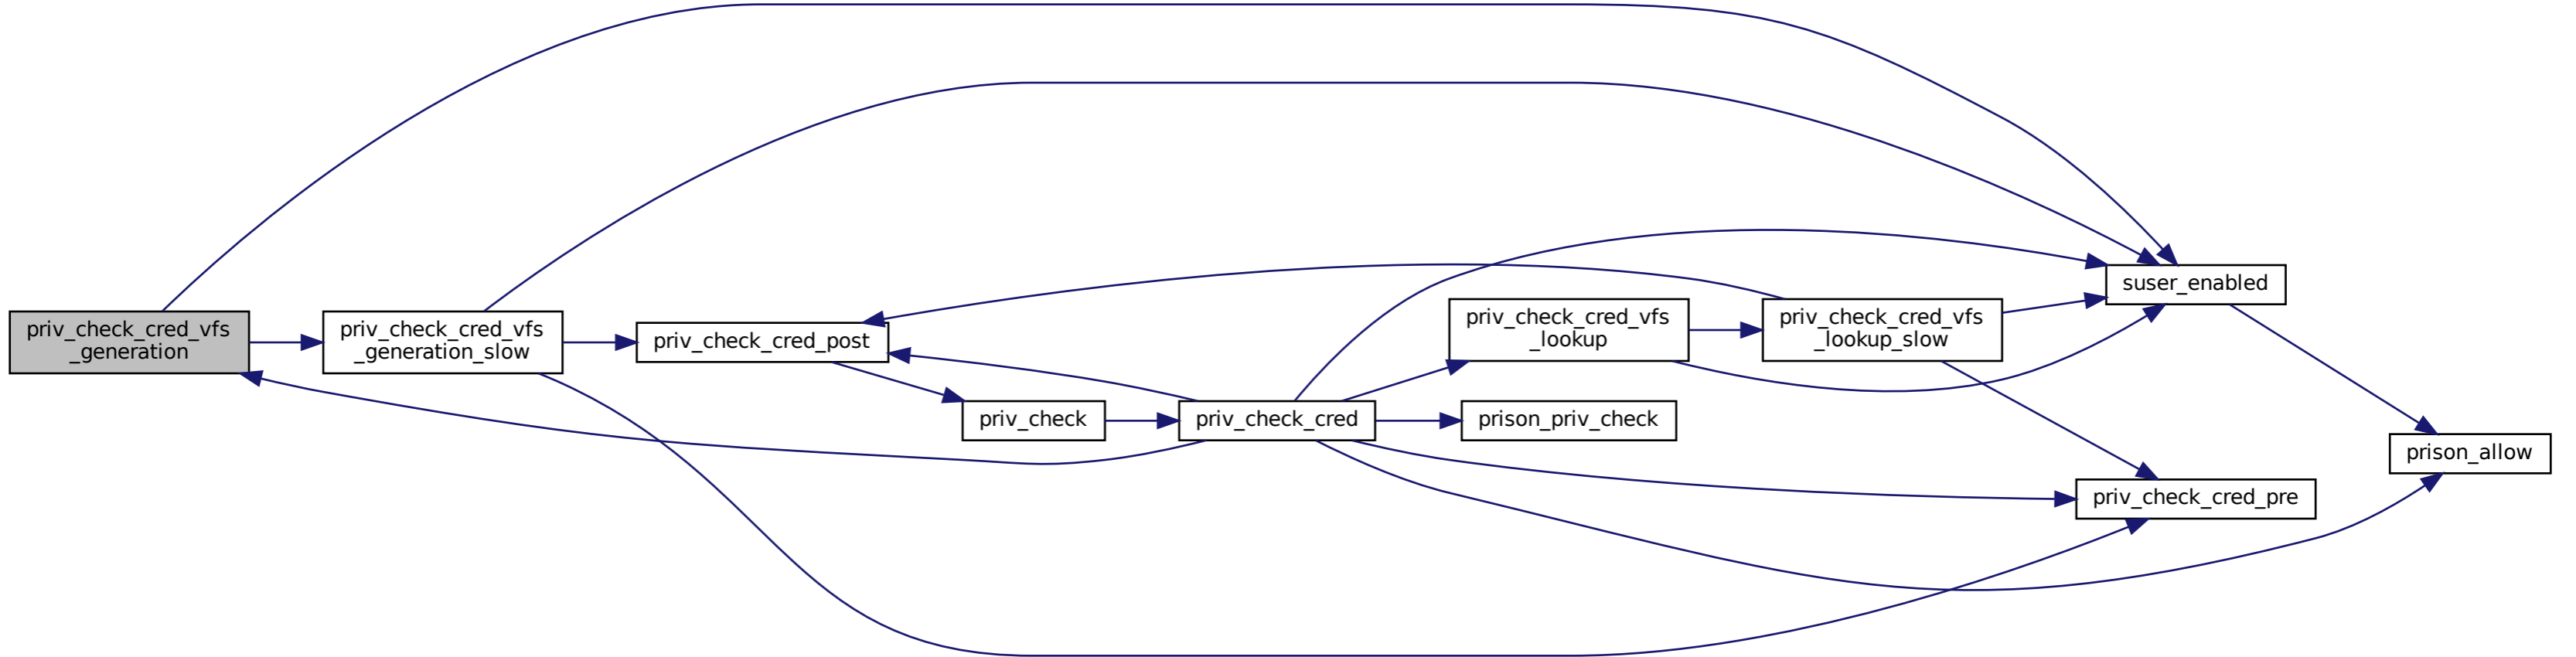 priv_check_cred_vfs
_generation
priv_check_cred_vfs
_generation_slow
priv_check_cred_post
priv_check
priv_check_cred
priv_check_cred_vfs
_lookup
prison_priv_check
priv_check_cred_vfs
_lookup_slow
suser_enabled
priv_check_cred_pre
prison_allow